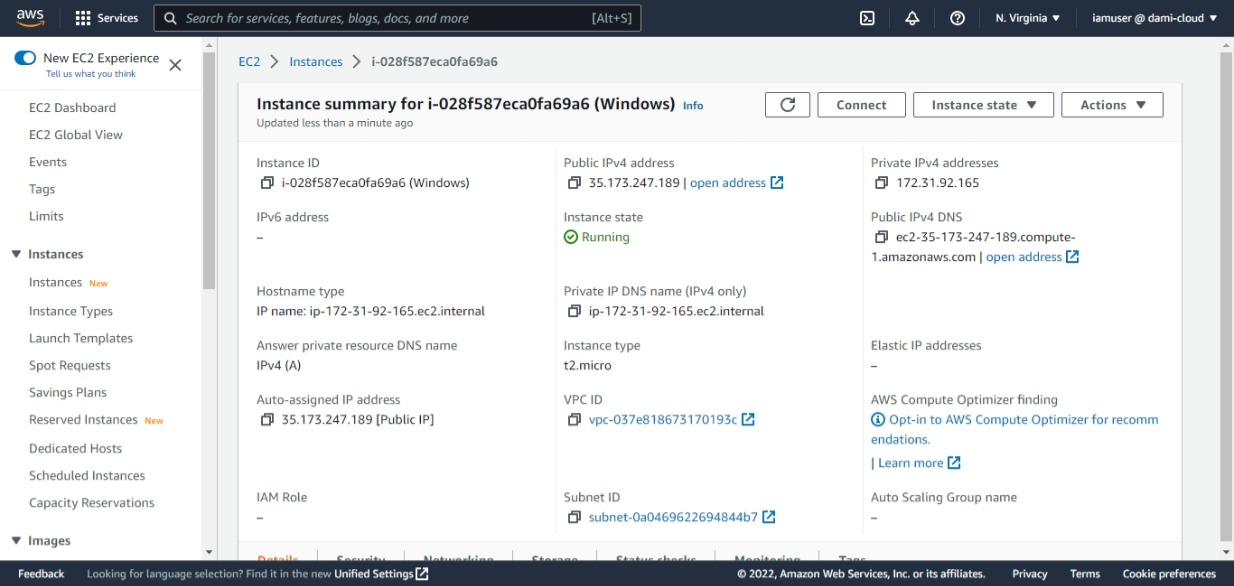 aws
Services
Search for services, features, blogs, docs, and more [Alt+S]
N. Virginia
iamuser @ dami-cloud
New EC2 Experience
Tell us what you think
EC2 Dashboard
EC2 Global View
Events
Tags
Limits
Instances
Instances New
Instance Types
Launch Templates
Spot Requests
Savings Plans
Reserved Instances New
Dedicated Hosts
Scheduled Instances
Capacity Reservations
Images
EC2 > Instances > i-028f587eca0fa69a6
Instance summary for i-028f587eca0fa69a6 (Windows) Info
Updated less than a minute ago
Connect
Instance state
Actions
Instance ID
i-028f587eca0fa69a6 (Windows)
Public IPv4 address
35.173.247.189 | open address
Private IPv4 addresses
172.31.92.165
IPv6 address
–
Instance state
Running
Public IPv4 DNS
ec2-35-173-247-189.compute-
1.amazonaws.com | open address
Hostname type
IP name: ip-172-31-92-165.ec2.internal
Private IP DNS name (IPv4 only)
ip-172-31-92-165.ec2.internal
Answer private resource DNS name
IPv4 (A)
Instance type
t2.micro
Elastic IP addresses
–
Auto-assigned IP address
35.173.247.189 [Public IP]
VPC ID
vpc-037e818673170193c
AWS Compute Optimizer finding
Opt-in to AWS Compute Optimizer for recomm
endations.
| Learn more
IAM Role
–
Subnet ID
subnet-0a0469622694844b7
Auto Scaling Group name
–
Details
Security
Networking
Storage
Status checks
Monitoring
Tags
Feedback
Looking for language selection? Find it in the new Unified Settings
© 2022, Amazon Web Services, Inc. or its affiliates.
Privacy
Terms
Cookie preferences